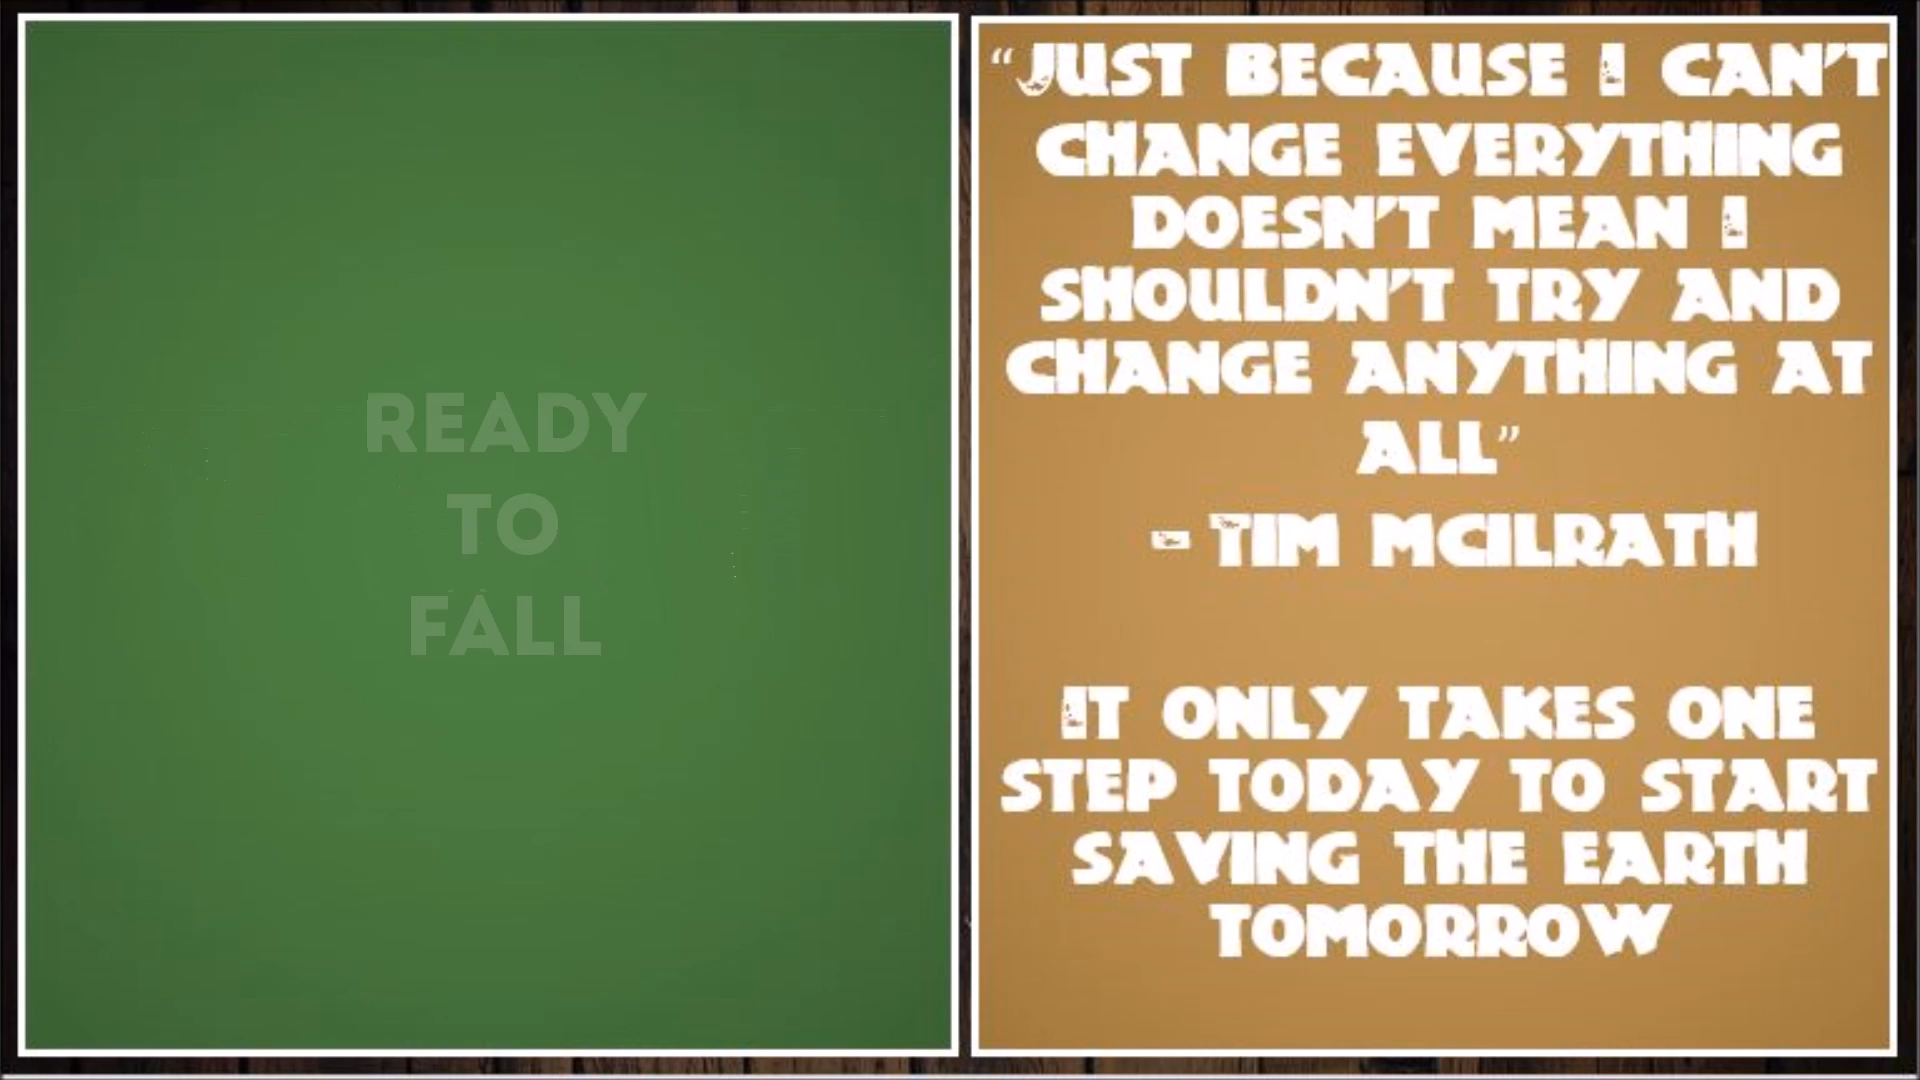 READY
TO
FALL
“JUST BECAUSE I CAN’T
CHANGE EVERYTHING
DOESN’T MEAN I
SHOULDN’T TRY AND
CHANGE ANYTHING AT
ALL”
- TIM MCILRATH
IT ONLY TAKES ONE
STEP TODAY TO START
SAVING THE EARTH
TOMORROW